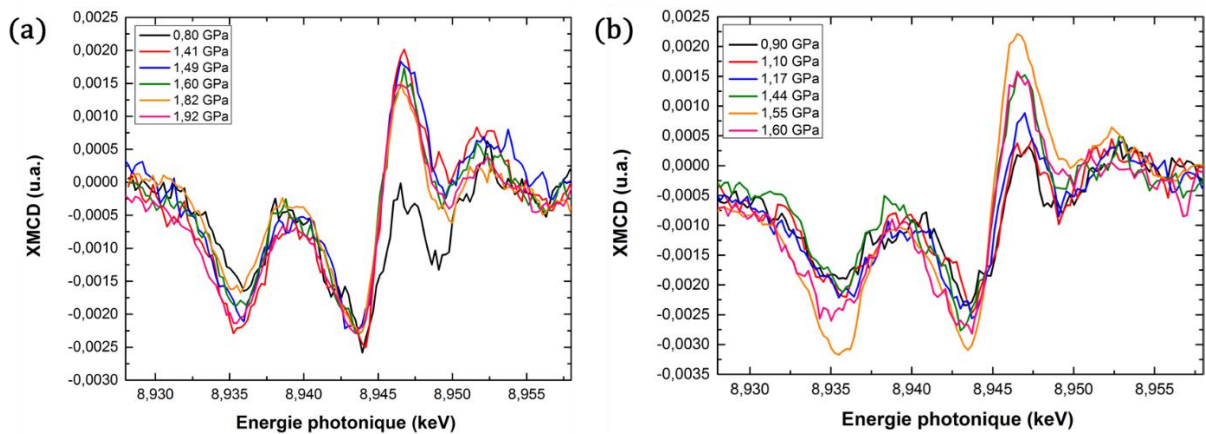 (a)
0,0025
0,0020
0,0015
0,0010
0,0005
0,0000
-0,0005
-0,0010
-0,0015
-0,0020
-0,0025
-0,0030
XMCD (u.a.)
0,80 GPa
1,41 GPa
1,49 GPa
1,60 GPa
1,82 GPa
1,92 GPa
8,930 8,935 8,940 8,945 8,950 8,955
Energie photonique (keV)
(b)
0,0025
0,0020
0,0015
0,0010
0,0005
0,0000
-0,0005
-0,0010
-0,0015
-0,0020
-0,0025
-0,0030
-0,0035
XMCD (u.a.)
0,90 GPa
1,10 GPa
1,17 GPa
1,44 GPa
1,55 GPa
1,60 GPa
8,930 8,935 8,940 8,945 8,950 8,955
Energie photonique (keV)